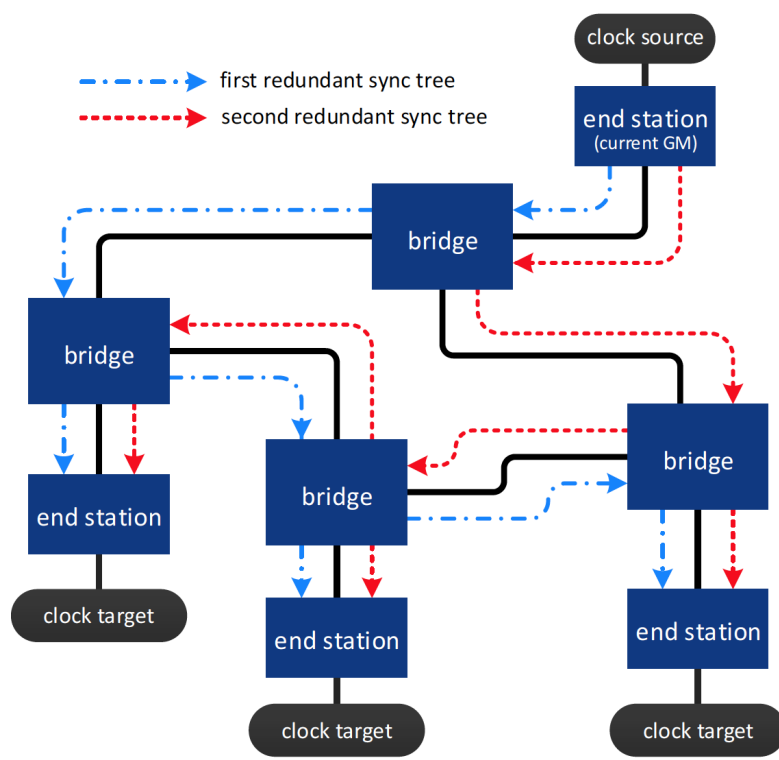 clock source
first redundant sync tree
second redundant sync tree
end station
(current GM)
bridge
bridge
bridge
bridge
end station
clock target
end station
clock target
end station
clock target